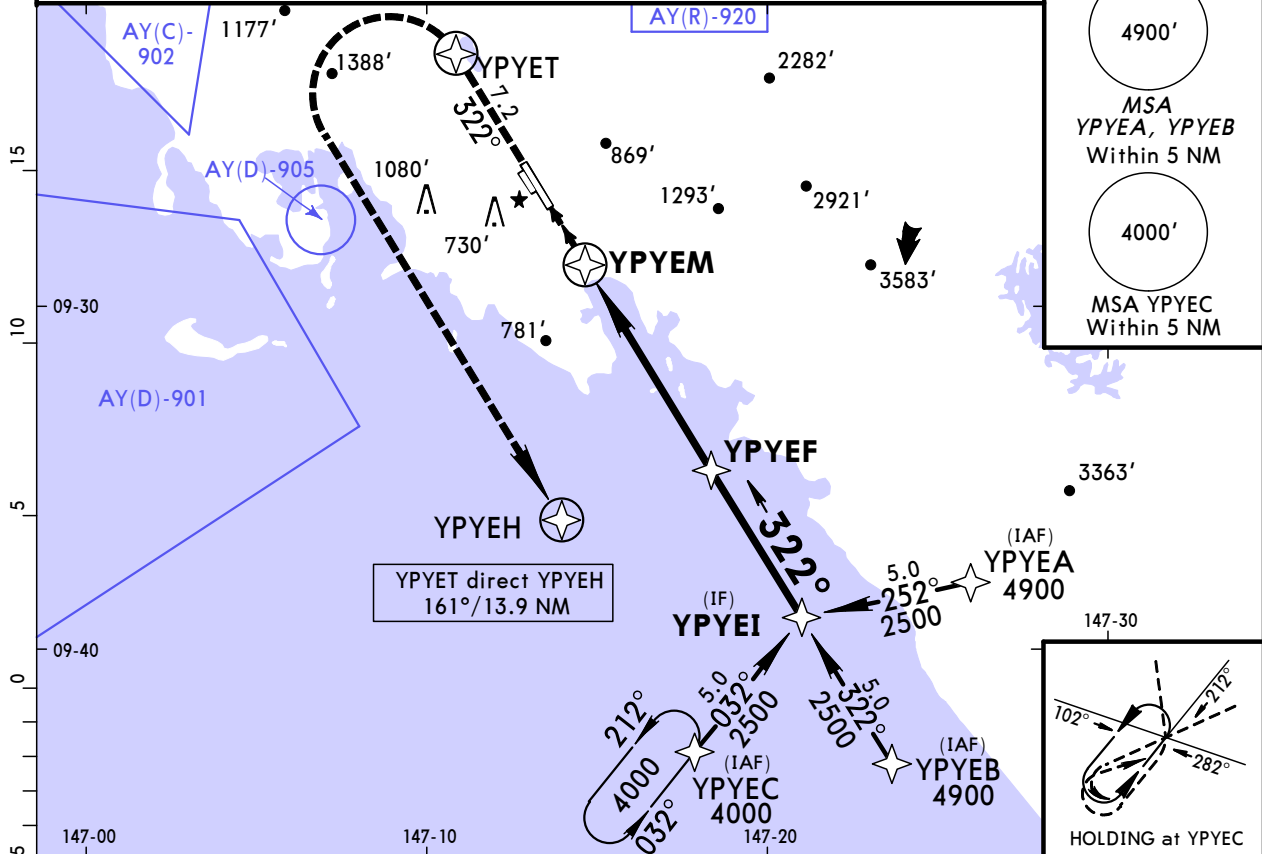 AY(C)-
902
1177’
AY(R)-920
1388’
YPYET
7.2
322°
2282’
869’
AY(D)-905
1080’
730’
1293’
2921’
3583’
YPYEM
781’
AY(D)-901
YPYEF
YPYEH
YPYET direct YPYEH
161°/13.9 NM
322°
3363’
(IAF)
YPYEA
4900
5.0
252°
2500
(IF)
YPYEI
5.0
032°
2500
5.0
322°
2500
212°
4000
032°
(IAF)
YPYEC
4000
(IAF)
YPYEB
4900
15
10
5
0
5
09-30
09-40
147-00
147-10
147-20
147-30
4900’
MSA
YPYEA, YPYEB
Within 5 NM
4000’
MSA YPYEC
Within 5 NM
102°
212°
282°
HOLDING at YPYEC